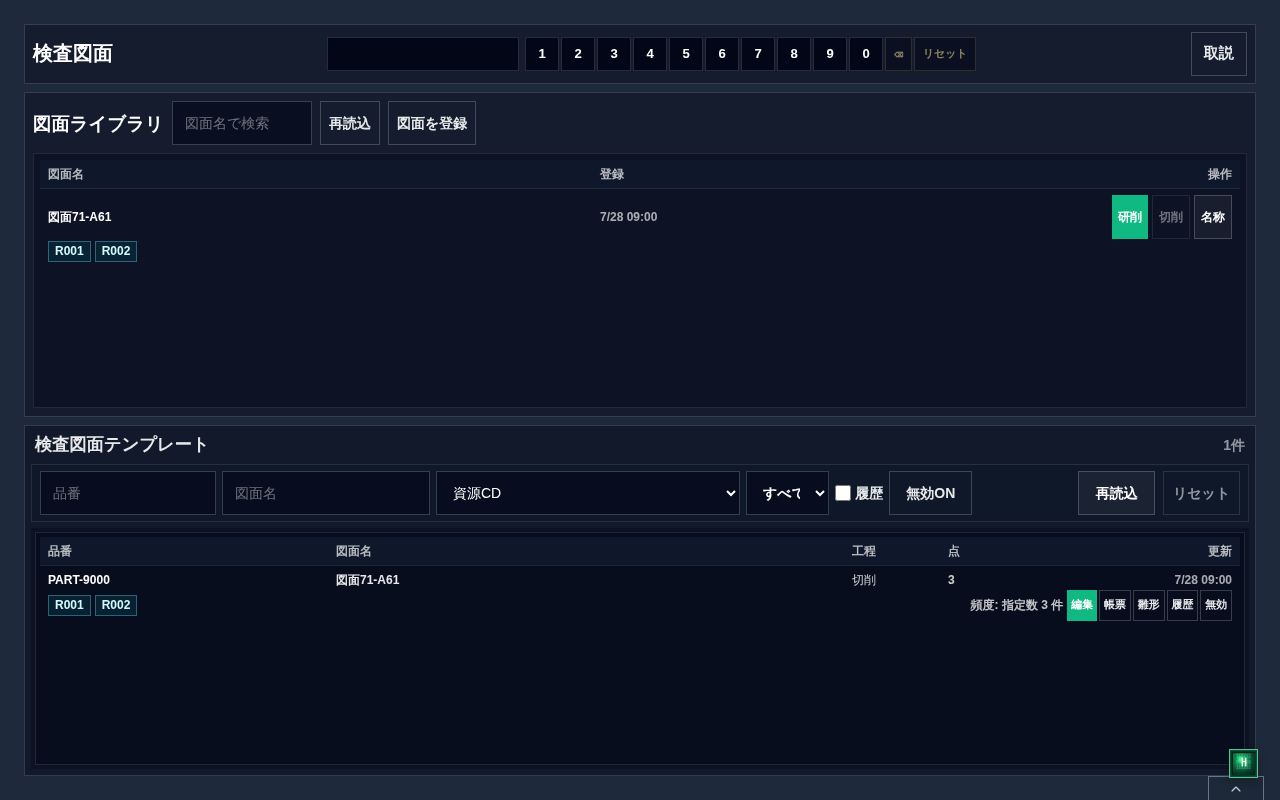 検査図面 1 2 3 4 5 6 7 8 9 0 ⌫ リセット 取説
図面ライブラリ 図面名で検索 再読込 図面を登録
図面名 登録 操作
図面71-A61 7/28 09:00 研削 切削 名称
R001 R002
検査図面テンプレート 1件
品番 図面名 資源CD すべて 履歴 無効ON 再読込 リセット
品番 図面名 工程 点 更新
PART-9000 図面71-A61 切削 3 7/28 09:00
R001 R002 頻度: 指定数 3 件 編集 帳票 雛形 履歴 無効
H